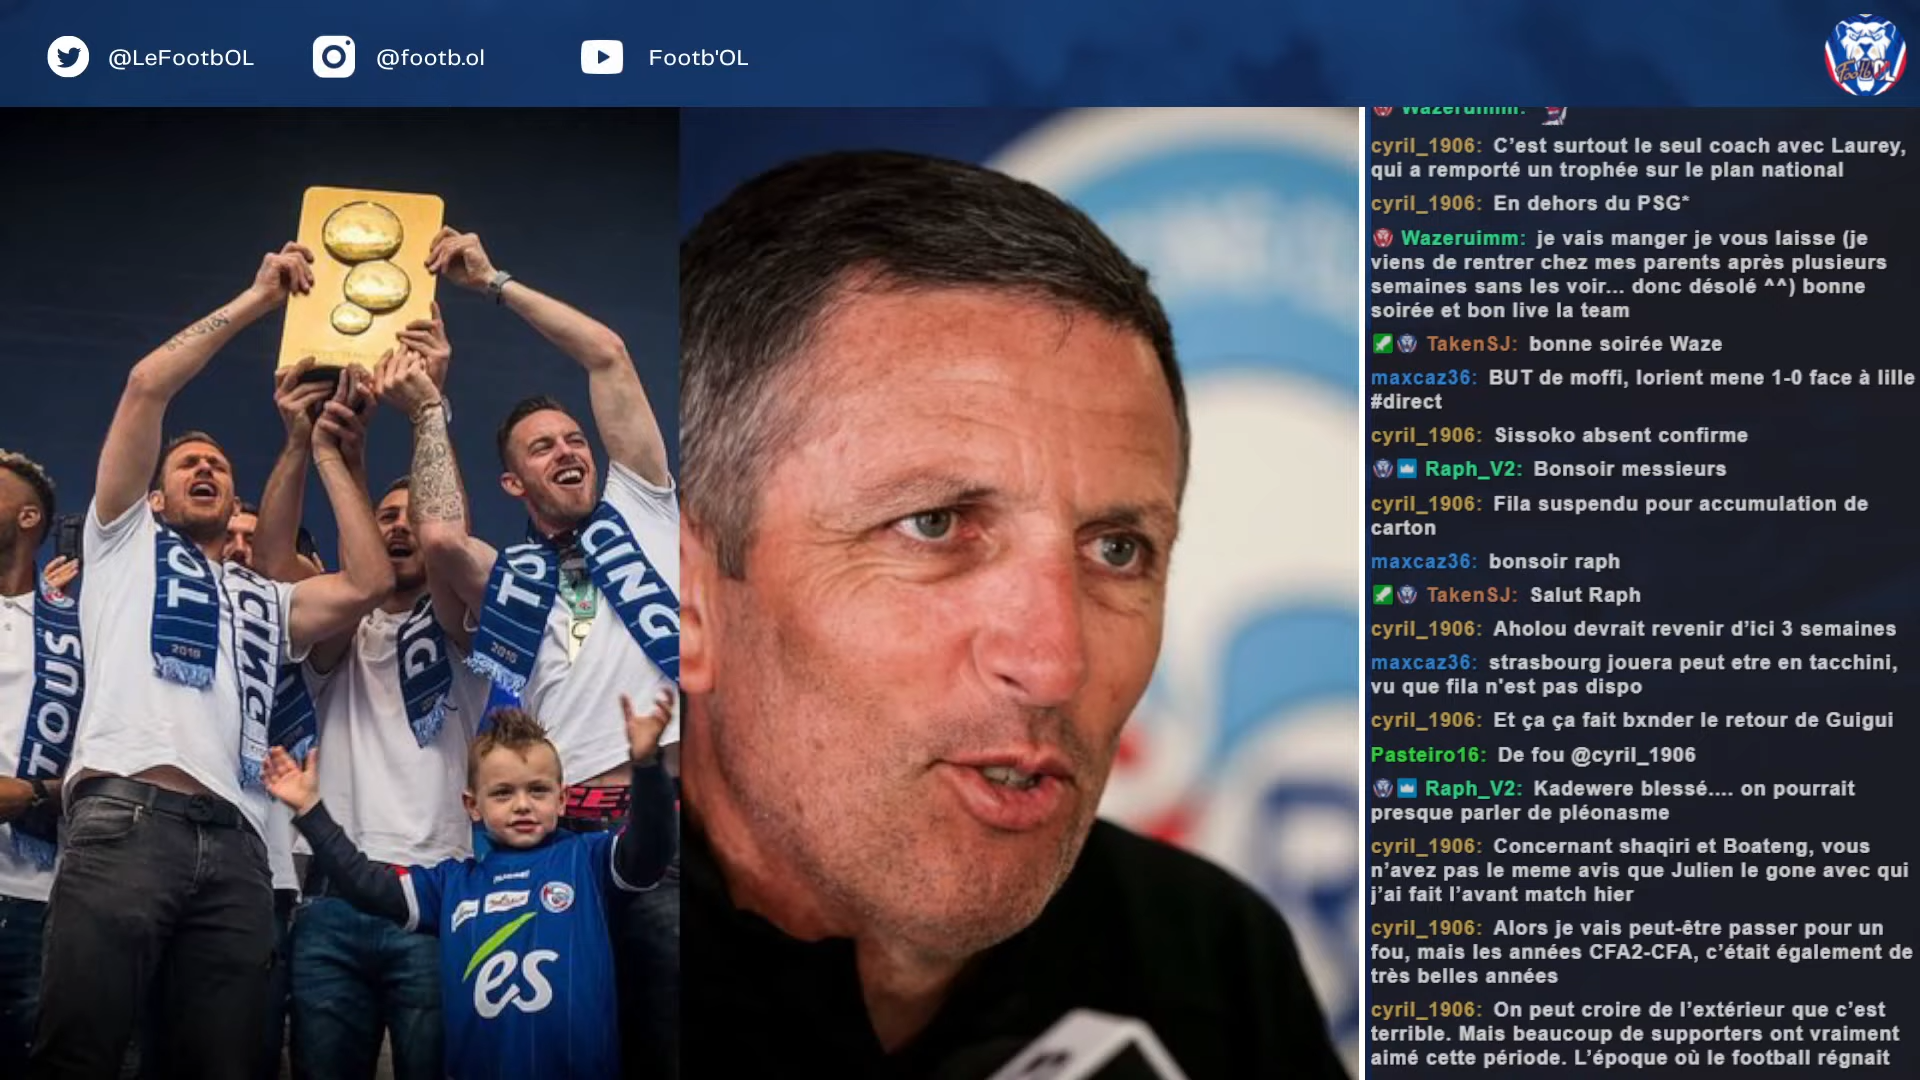 @LeFootbOL @footb.ol Footb'OL
Wazeruimm:
cyril_1906: C’est surtout le seul coach avec Laurey,
qui a remporté un trophée sur le plan national
cyril_1906: En dehors du PSG*
Wazeruimm: je vais manger je vous laisse (je
viens de rentrer chez mes parents après plusieurs
semaines sans les voir... donc désolé ^^) bonne
soirée et bon live la team
TakenSJ: bonne soirée Waze
maxcaz36: BUT de moffi, lorient mene 1-0 face à lille
#direct
cyril_1906: Sissoko absent confirme
Raph_V2: Bonsoir messieurs
cyril_1906: Fila suspendu pour accumulation de
carton
maxcaz36: bonsoir raph
TakenSJ: Salut Raph
cyril_1906: Aholou devrait revenir d’ici 3 semaines
maxcaz36: strasbourg jouera peut etre en tacchini,
vu que fila n'est pas dispo
cyril_1906: Et ça ça fait bxnder le retour de Guigui
Pasteiro16: De fou @cyril_1906
Raph_V2: Kadewere blessé.... on pourrait
presque parler de pléonasme
cyril_1906: Concernant shaqiri et Boateng, vous
n’avez pas le meme avis que Julien le gone avec qui
j’ai fait l’avant match hier
cyril_1906: Alors je vais peut-être passer pour un
fou, mais les années CFA2-CFA, c’était également de
très belles années
cyril_1906: On peut croire de l’extérieur que c’est
terrible. Mais beaucoup de supporters ont vraiment
aimé cette période. L’époque où le football régnait
TOUS
TO
2019
CING
2019
es